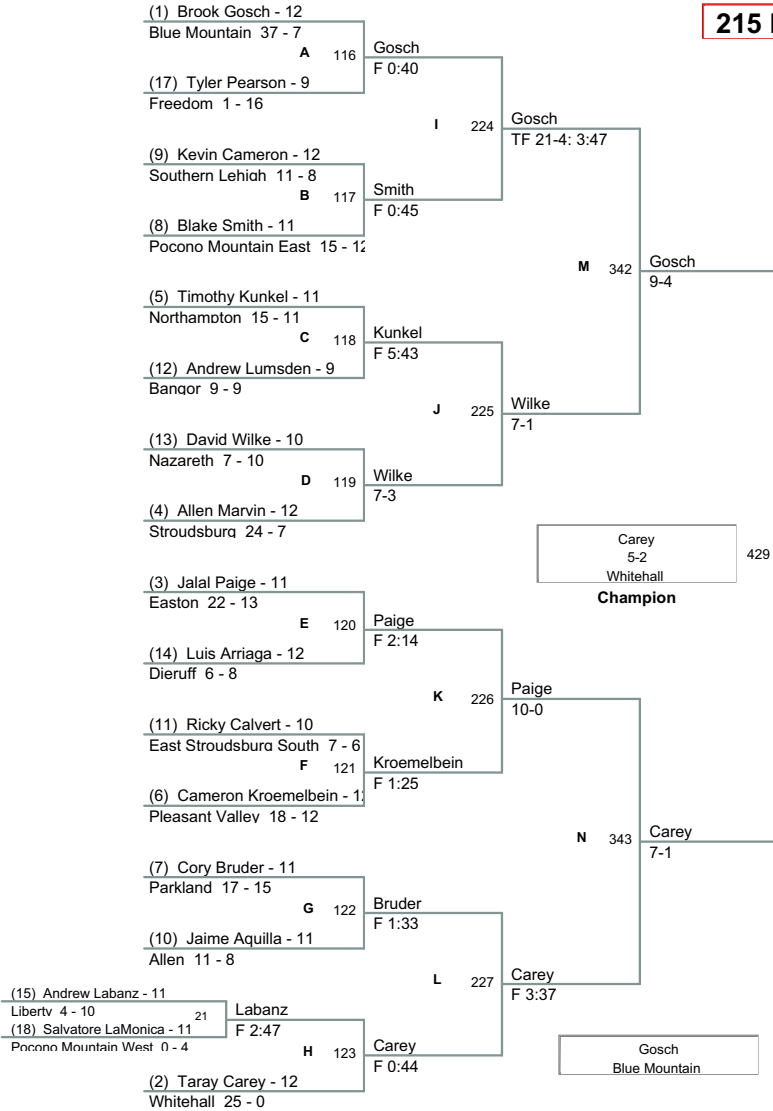 215
(1) Brook Gosch - 12
Blue Mountain 37 - 7
A 116
Gosch
F 0:40
(17) Tyler Pearson - 9
Freedom 1 - 16
I 224
Gosch
TF 21-4: 3:47
(9) Kevin Cameron - 12
Southern Lehigh 11 - 8
B 117
Smith
F 0:45
(8) Blake Smith - 11
Pocono Mountain East 15 - 12
M 342
Gosch
9-4
(5) Timothy Kunkel - 11
Northampton 15 - 11
C 118
Kunkel
F 5:43
(12) Andrew Lumsden - 9
Bangor 9 - 9
J 225
Wilke
7-1
(13) David Wilke - 10
Nazareth 7 - 10
D 119
Wilke
7-3
(4) Allen Marvin - 12
Stroudsburg 24 - 7
Carey
5-2
Whitehall
429
Champion
(3) Jalal Paige - 11
Easton 22 - 13
E 120
Paige
F 2:14
(14) Luis Arriaga - 12
Dieruff 6 - 8
K 226
Paige
10-0
(11) Ricky Calvert - 10
East Stroudsburg South 7 - 6
F 121
Kroemelbein
F 1:25
(6) Cameron Kroemelbein - 1
Pleasant Valley 18 - 12
N 343
Carey
7-1
(7) Cory Bruder - 11
Parkland 17 - 15
G 122
Bruder
F 1:33
(10) Jaime Aquilla - 11
Allen 11 - 8
L 227
Carey
F 3:37
(15) Andrew Labanz - 11
Liberty 4 - 10
21
Labanz
F 2:47
(18) Salvatore LaMonica - 11
Pocono Mountain West 0 - 4
H 123
Carey
F 0:44
(2) Taray Carey - 12
Whitehall 25 - 0
Gosch
Blue Mountain